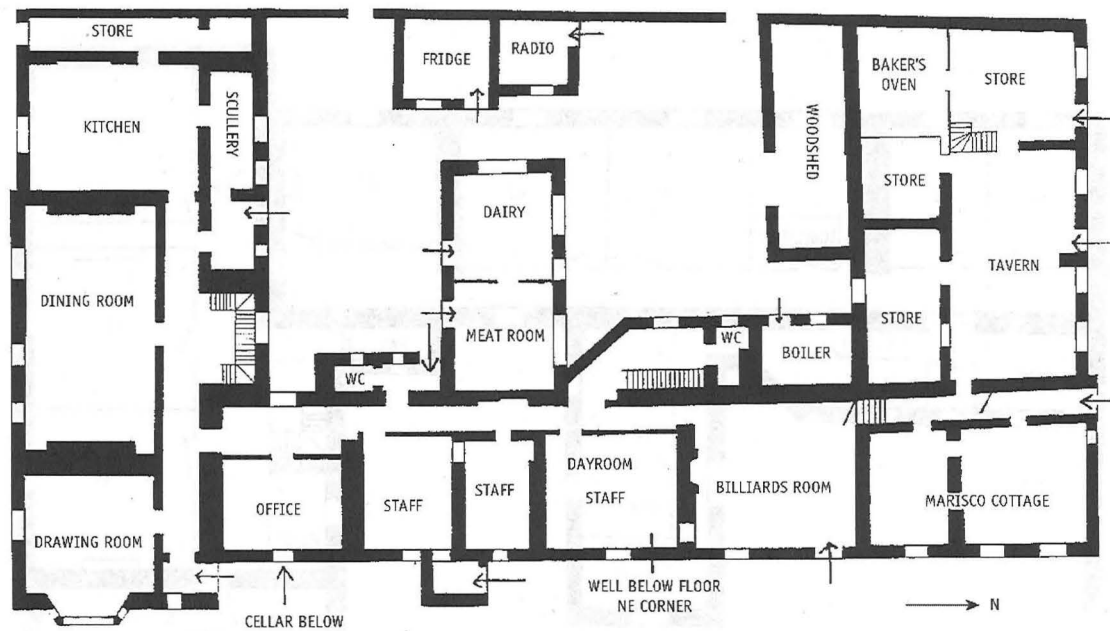 STORE
FRIDGE
RADIO
BAKER'S
OVEN
STORE
KITCHEN
SCULLERY
WOODSHED
STORE
DAIRY
TAVERN
DINING ROOM
MEAT ROOM
WC
BOILER
STORE
WC
DAYROOM
STAFF
OFFICE
STAFF
STAFF
BILLIARDS ROOM
MARISCO COTTAGE
DRAWING ROOM
WELL BELOW FLOOR
NE CORNER
N
CELLAR BELOW